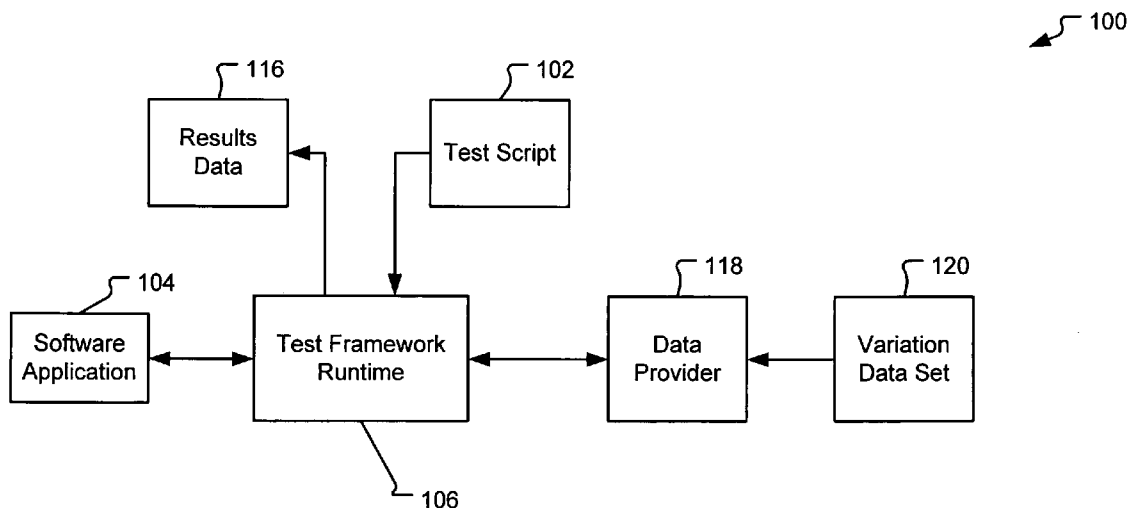 100
116
102
Results
Data
Test Script
104
118
120
Software
Application
Test Framework
Runtime
Data
Provider
Variation
Data Set
106